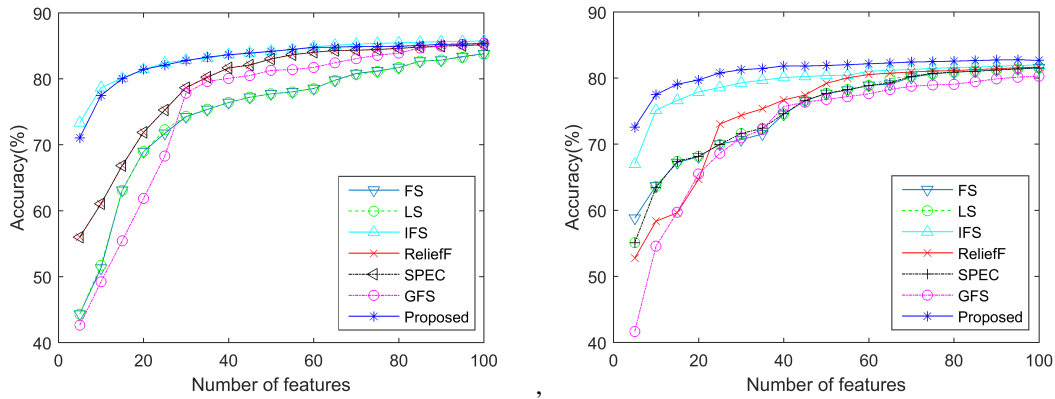 90
80
70
60
50
40
Accuracy(%)
0
20
40
60
80
100
Number of features
FS
LS
IFS
ReliefF
SPEC
GFS
Proposed
,
90
80
70
60
50
40
Accuracy(%)
0
20
40
60
80
100
Number of features
FS
LS
IFS
ReliefF
SPEC
GFS
Proposed